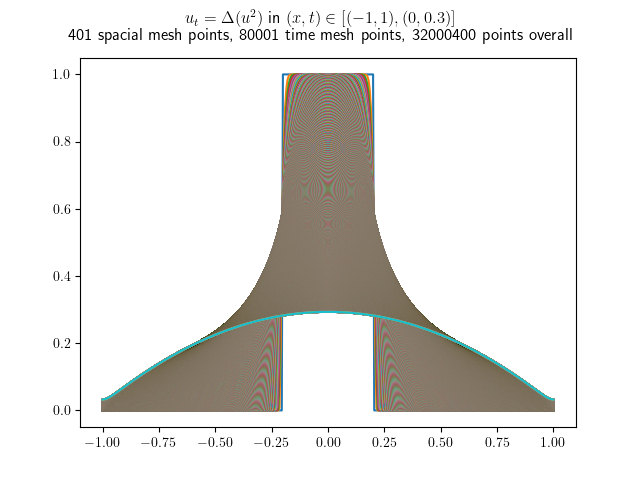 $u_t = \Delta(u^2)$ in $(x, t) \in [(-1, 1), (0, 0.3)]$
401 spacial mesh points, 80001 time mesh points, 32000400 points overall
1.0
0.8
0.6
0.4
0.2
0.0
−1.00 −0.75 −0.50 −0.25 0.00 0.25 0.50 0.75 1.00